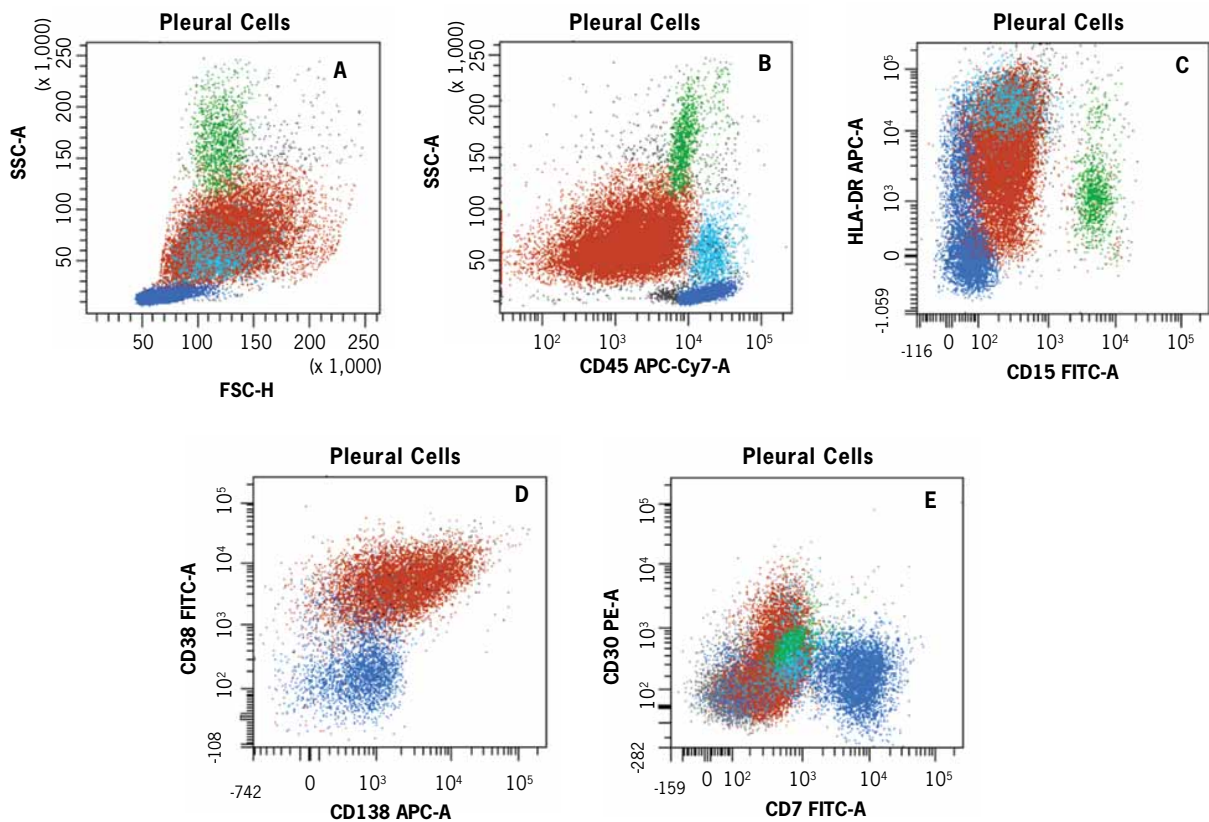 Pleural Cells
A
SSC-A
(x 1,000)
250
200
150
100
50
50 100 150 200 250
(x 1,000)
FSC-H
Pleural Cells
B
SSC-A
(x 1,000)
250
200
150
100
50
10² 10³ 10⁴ 10⁵
CD45 APC-Cy7-A
Pleural Cells
C
HLA-DR APC-A
10⁵
10⁴
10³
0
-1.059
-116 0 10² 10³ 10⁴ 10⁵
CD15 FITC-A
Pleural Cells
D
CD38 FITC-A
10⁵
10⁴
10³
10²
-108
-742 0 10³ 10⁴ 10⁵
CD138 APC-A
Pleural Cells
E
CD30 PE-A
10⁵
10⁴
10³
10²
-282
-159 0 10² 10³ 10⁴ 10⁵
CD7 FITC-A